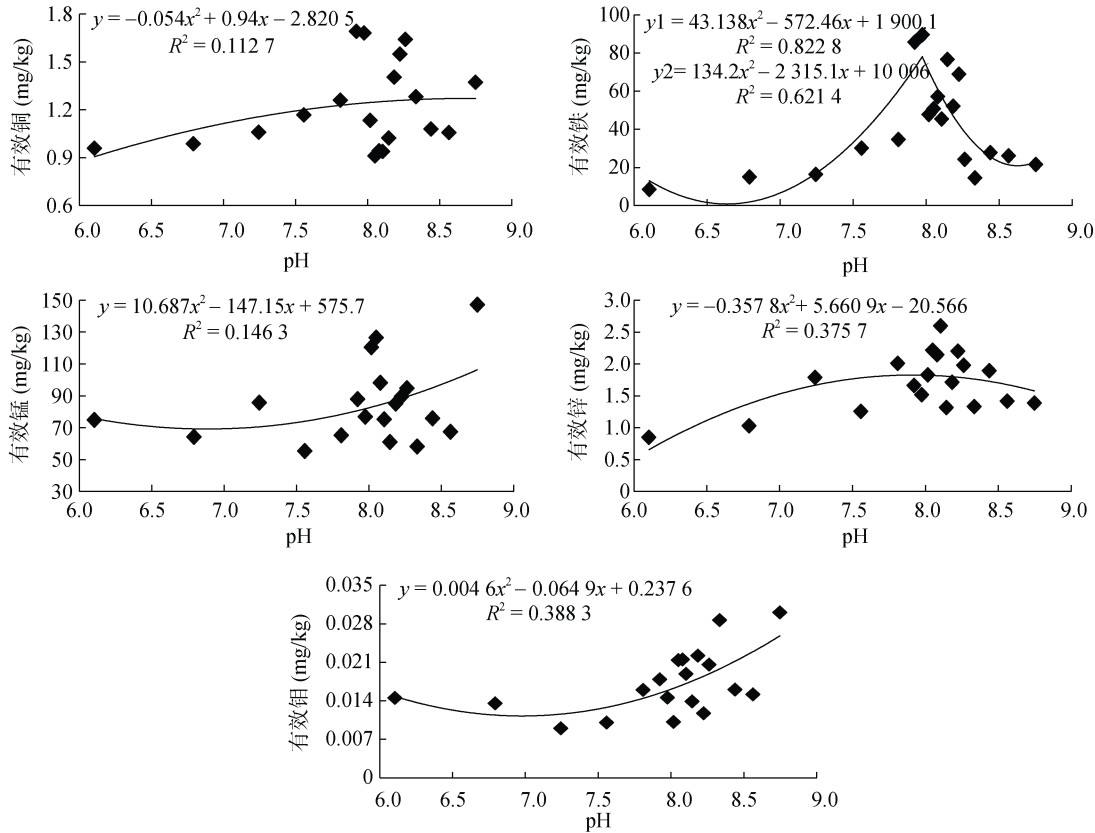 y = –0.054x² + 0.94x – 2.820 5
R² = 0.112 7
有效铜 (mg/kg)
1.8
1.5
1.2
0.9
0.6
6.0 6.5 7.0 7.5 8.0 8.5 9.0
pH
y1 = 43.138x² – 572.46x + 1 900.1
R² = 0.822 8
y2= 134.2x² – 2 315.1x + 10 006
R² = 0.621 4
有效铁 (mg/kg)
100
80
60
40
20
0
6.0 6.5 7.0 7.5 8.0 8.5 9.0
pH
y = 10.687x² – 147.15x + 575.7
R² = 0.146 3
有效锰 (mg/kg)
150
130
110
90
70
50
30
6.0 6.5 7.0 7.5 8.0 8.5 9.0
pH
y = –0.357 8x² + 5.660 9x – 20.566
R² = 0.375 7
有效锌 (mg/kg)
3.0
2.5
2.0
1.5
1.0
0.5
0
6.0 6.5 7.0 7.5 8.0 8.5 9.0
pH
y = 0.004 6x² – 0.064 9x + 0.237 6
R² = 0.388 3
有效钼 (mg/kg)
0.035
0.028
0.021
0.014
0.007
0
6.0 6.5 7.0 7.5 8.0 8.5 9.0
pH